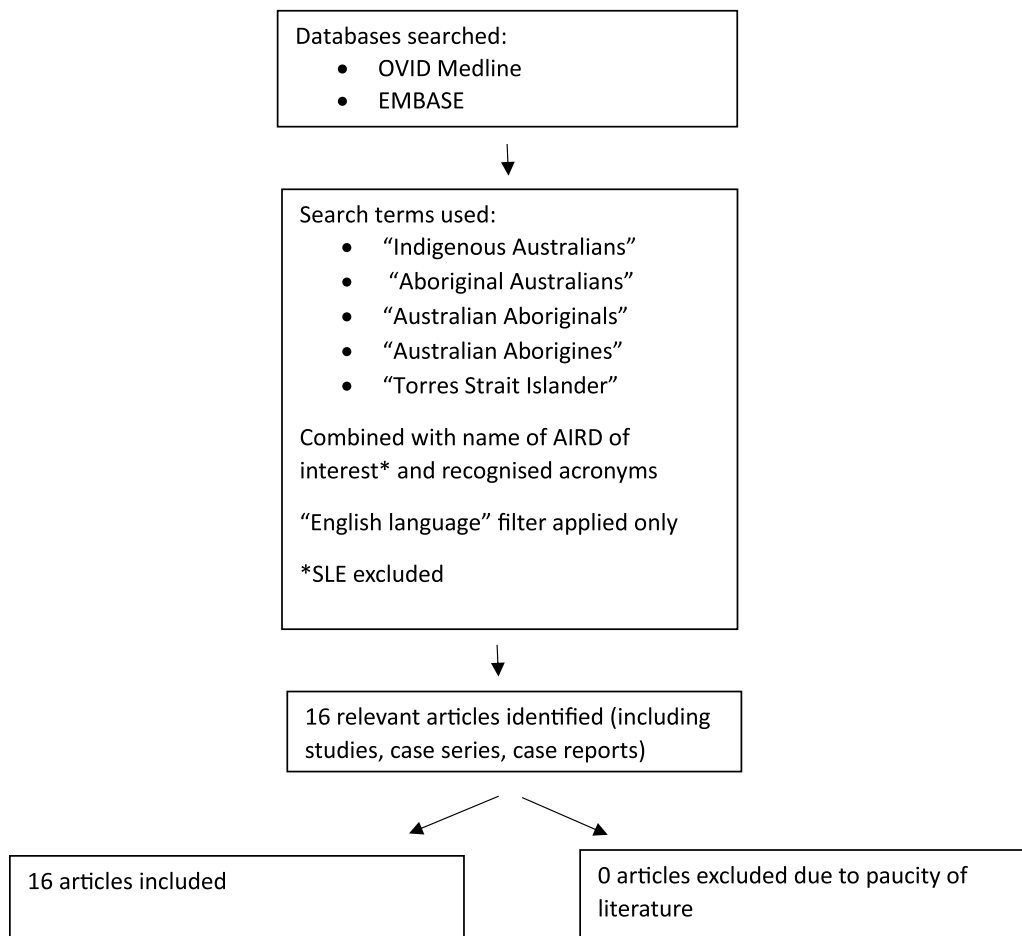 Databases searched:
• OVID Medline
• EMBASE
Search terms used:
• “Indigenous Australians”
• “Aboriginal Australians”
• “Australian Aboriginals”
• “Australian Aborigines”
• “Torres Strait Islander”
Combined with name of AIRD of
interest* and recognised acronyms
“English language” filter applied only
*SLE excluded
16 relevant articles identified (including
studies, case series, case reports)
16 articles included
0 articles excluded due to paucity of
literature